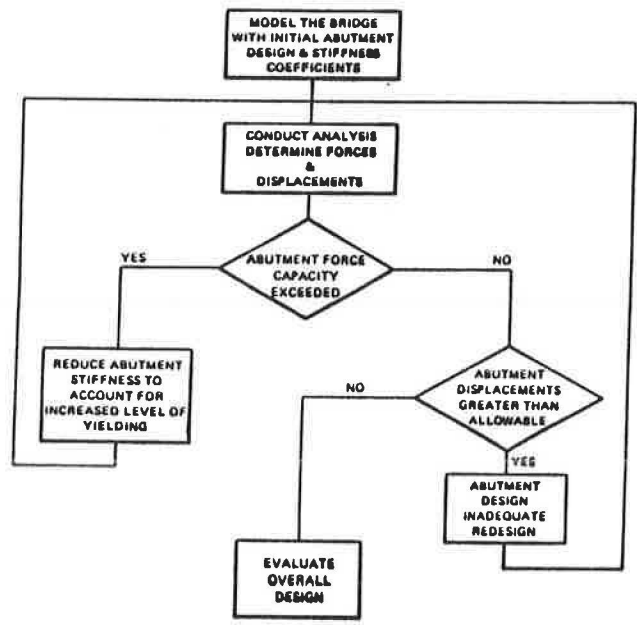 MODEL THE BRIDGE
WITH INITIAL ABUTMENT
DESIGN & STIFFNESS
COEFFICIENTS
CONDUCT ANALYSIS
DETERMINE FORCES
&
DISPLACEMENTS
YES
ABUTMENT FORCE
CAPACITY
EXCEEDED
NO
REDUCE ABUTMENT
STIFFNESS TO
ACCOUNT FOR
INCREASED LEVEL OF
YIELDING
NO
ABUTMENT
DISPLACEMENTS
GREATER THAN
ALLOWABLE
YES
ABUTMENT
DESIGN
INADEQUATE
REDESIGN
EVALUATE
OVERALL
DESIGN